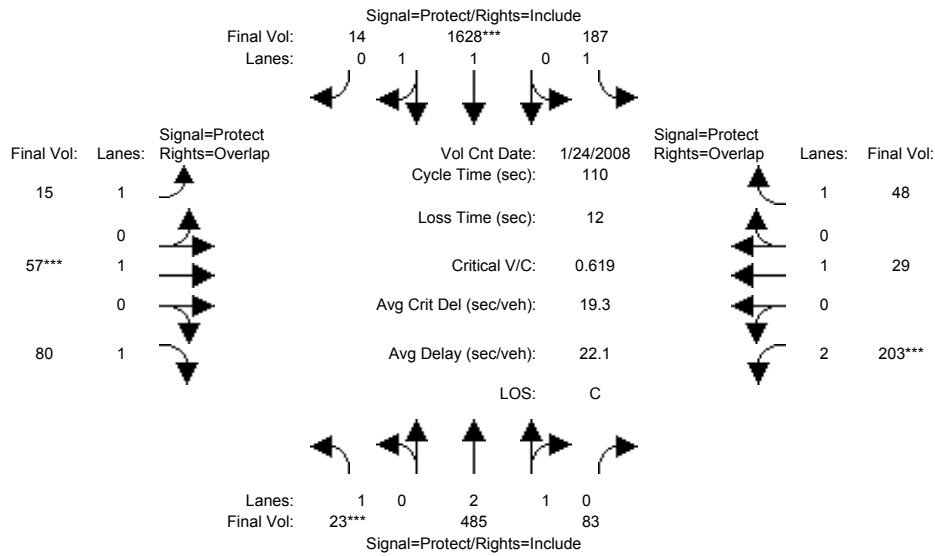 Signal=Protect/Rights=Include
Final Vol: 14 1628*** 187
Lanes: 0 1 1 0 1
Signal=Protect Signal=Protect
Final Vol: Lanes: Rights=Overlap Vol Cnt Date: 1/24/2008 Rights=Overlap Lanes: Final Vol:
Cycle Time (sec): 110
15 1 1 48
Loss Time (sec): 12
0 0
57*** 1 Critical V/C: 0.619 1 29
0 Avg Crit Del (sec/veh): 19.3 0
80 1 Avg Delay (sec/veh): 22.1 2 203***
LOS: C
Lanes: 1 0 2 1 0
Final Vol: 23*** 485 83
Signal=Protect/Rights=Include